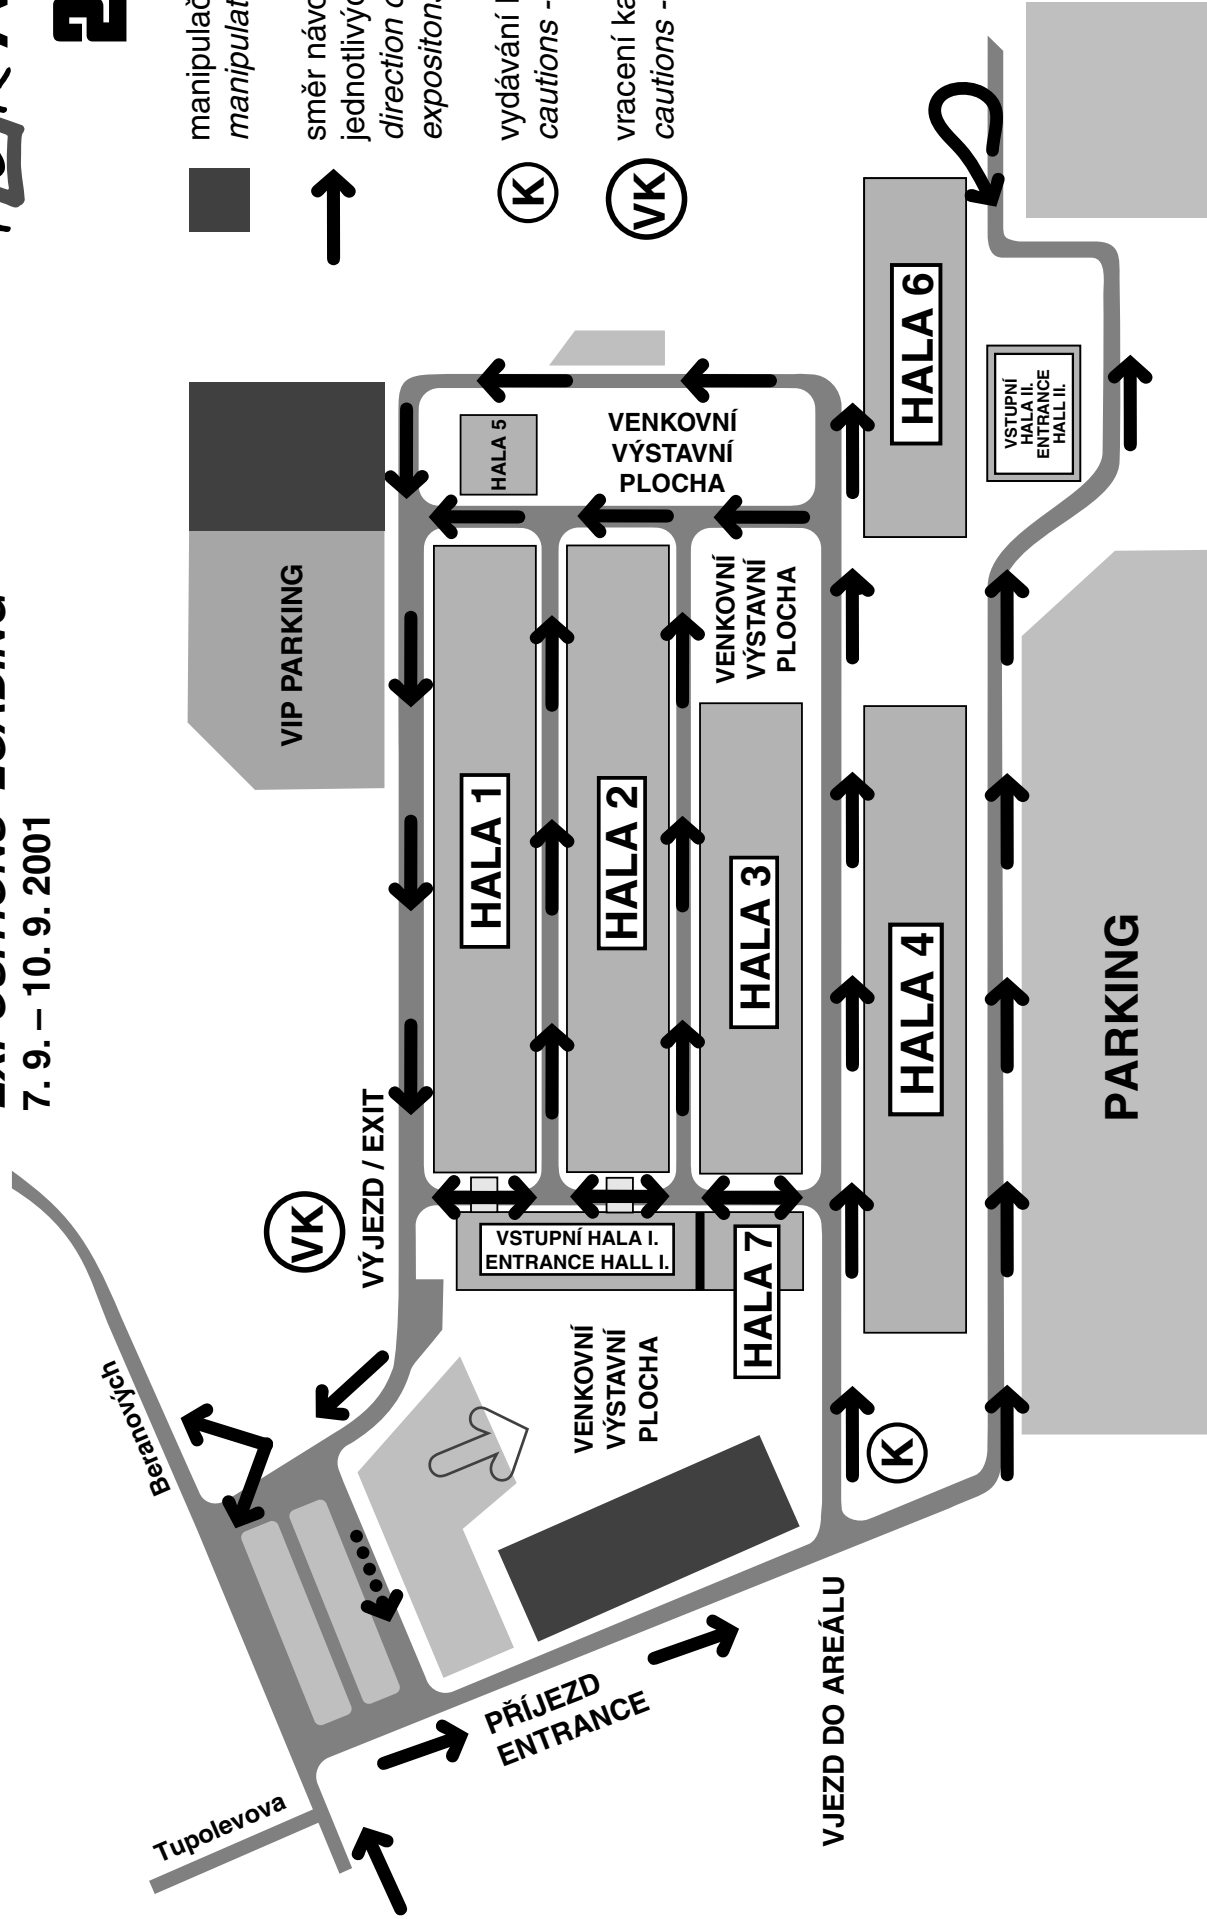 7. 9. – 10. 9. 2001
manipulač
manipulat
směr návo
jednotlivýc
direction o
expositona
K
vydávání
cautions -
VK
vracení ka
cautions -
VIP PARKING
VK
VÝJEZD / EXIT
Beranových
Tupolevova
PŘÍJEZD
ENTRANCE
VJEZD DO AREÁLU
K
HALA 1
HALA 2
HALA 3
HALA 4
HALA 5
HALA 6
HALA 7
VSTUPNÍ HALA I.
ENTRANCE HALL I.
VSTUPNÍ
HALA II.
ENTRANCE
HALL II.
VENKOVNÍ
VÝSTAVNÍ
PLOCHA
VENKOVNÍ
VÝSTAVNÍ
PLOCHA
VENKOVNÍ
VÝSTAVNÍ
PLOCHA
PARKING